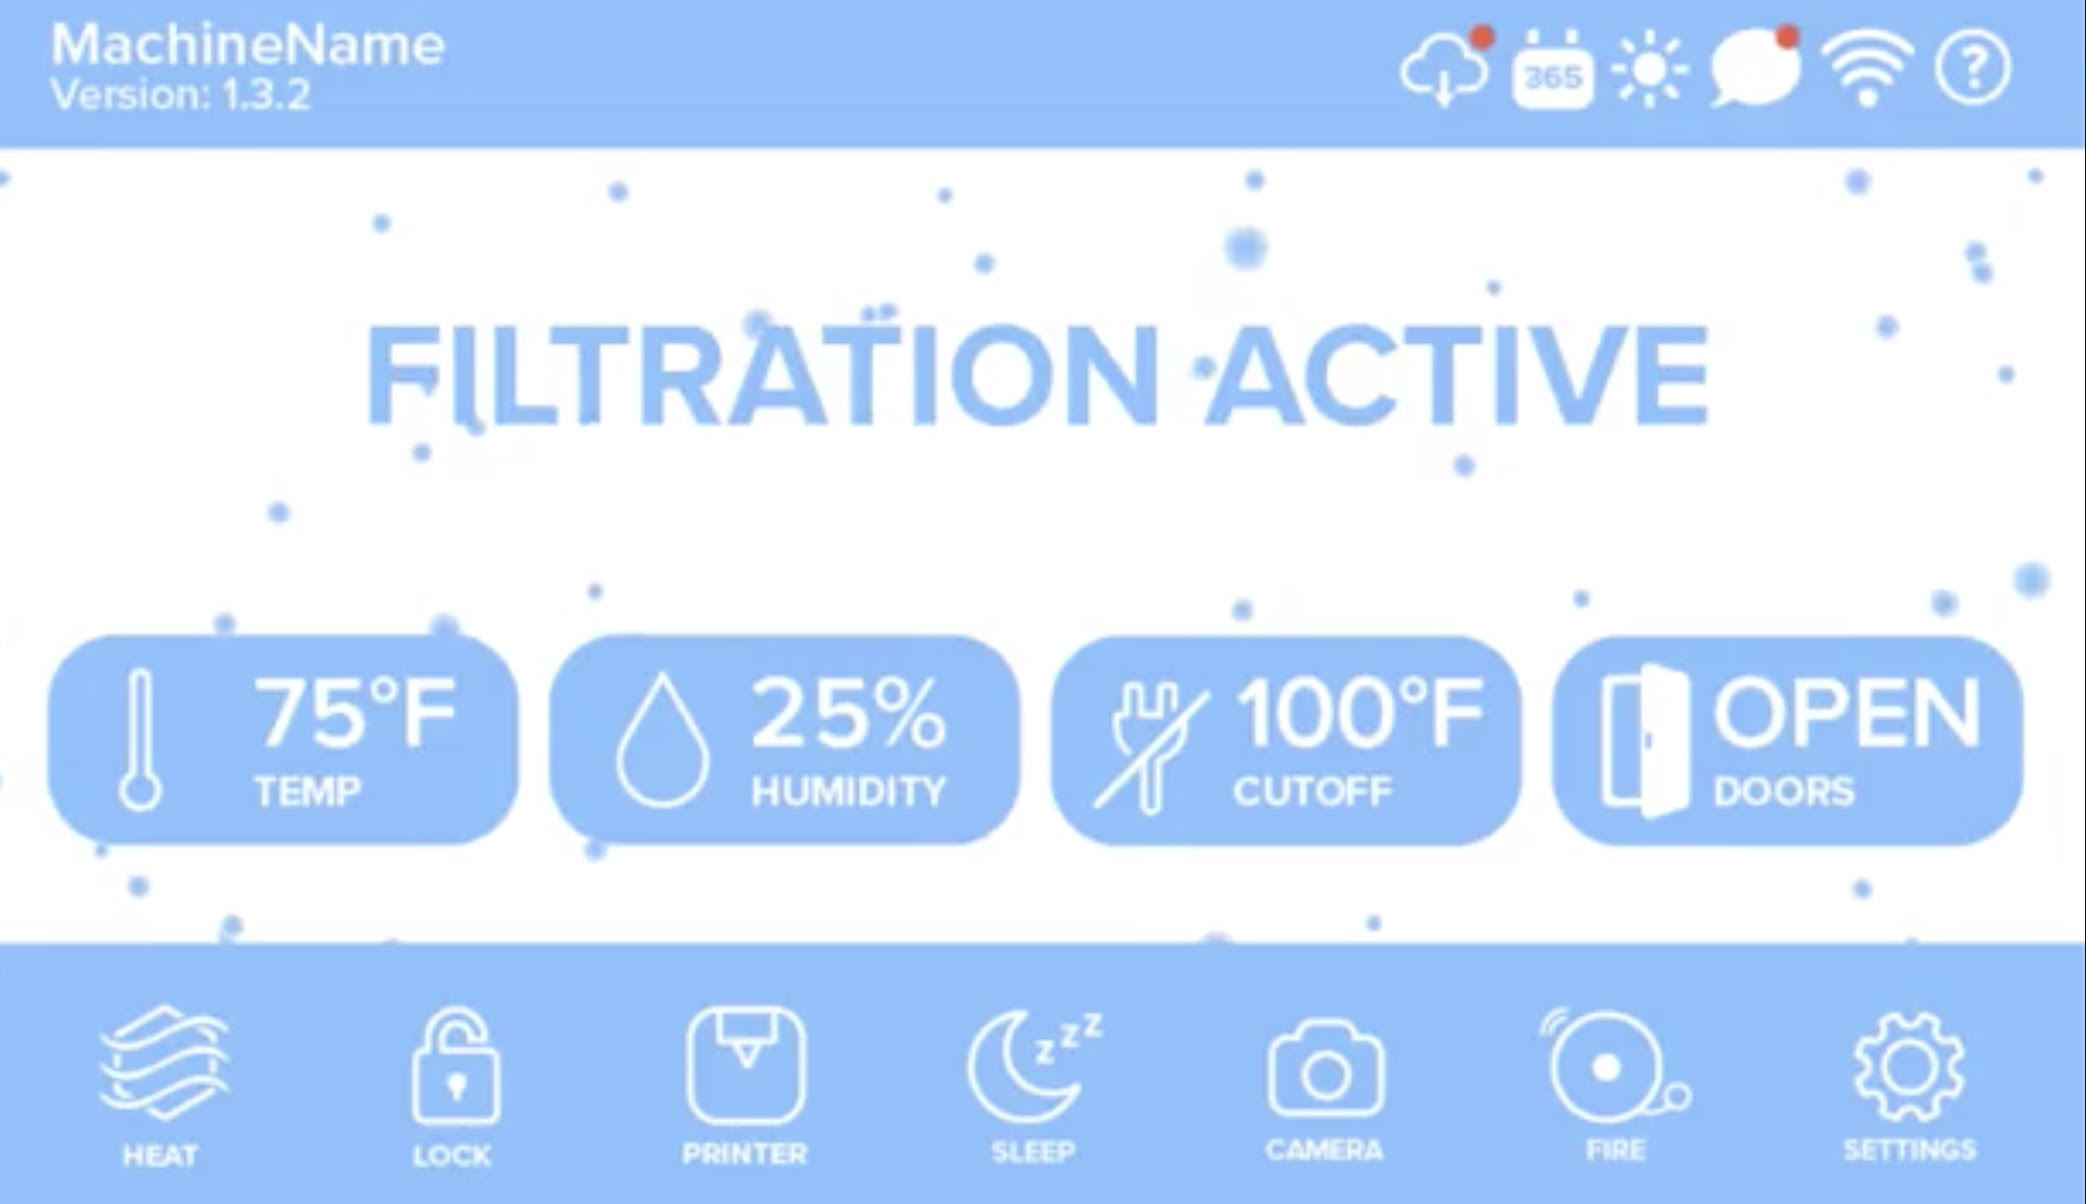 MachineName
Version: 1.3.2
365
?
FILTRATION ACTIVE
75°F
TEMP
25%
HUMIDITY
100°F
CUTOFF
OPEN
DOORS
z z z
HEAT
LOCK
PRINTER
SLEEP
CAMERA
FIRE
SETTINGS